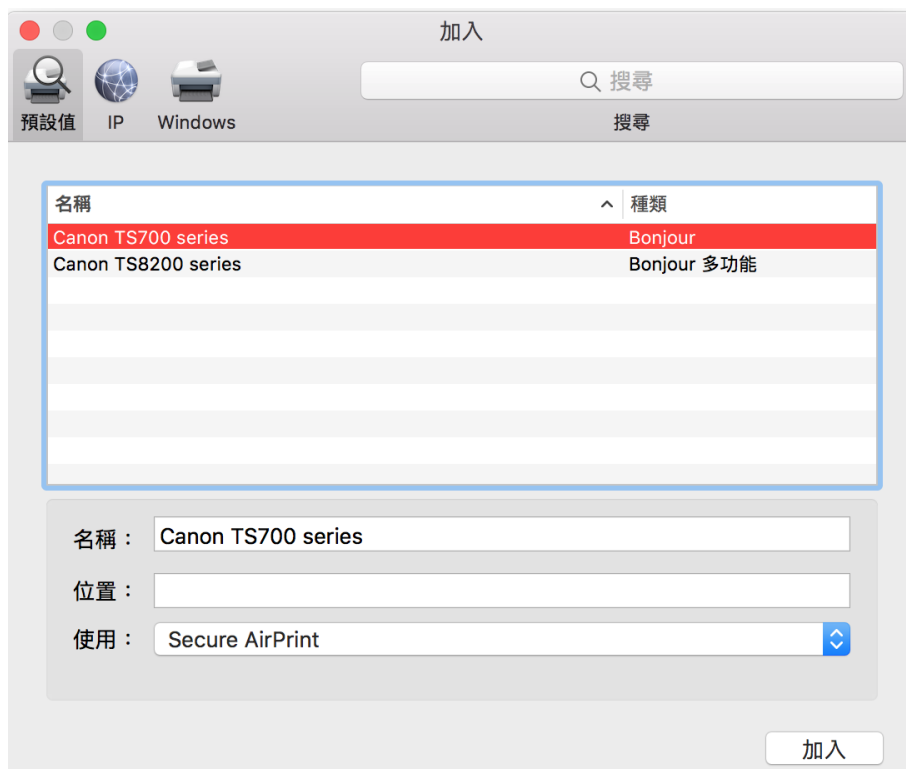 加入
預設值 IP Windows
搜尋
搜尋
名稱 種類
Canon TS700 series Bonjour
Canon TS8200 series Bonjour 多功能
名稱： Canon TS700 series
位置：
使用： Secure AirPrint
加入